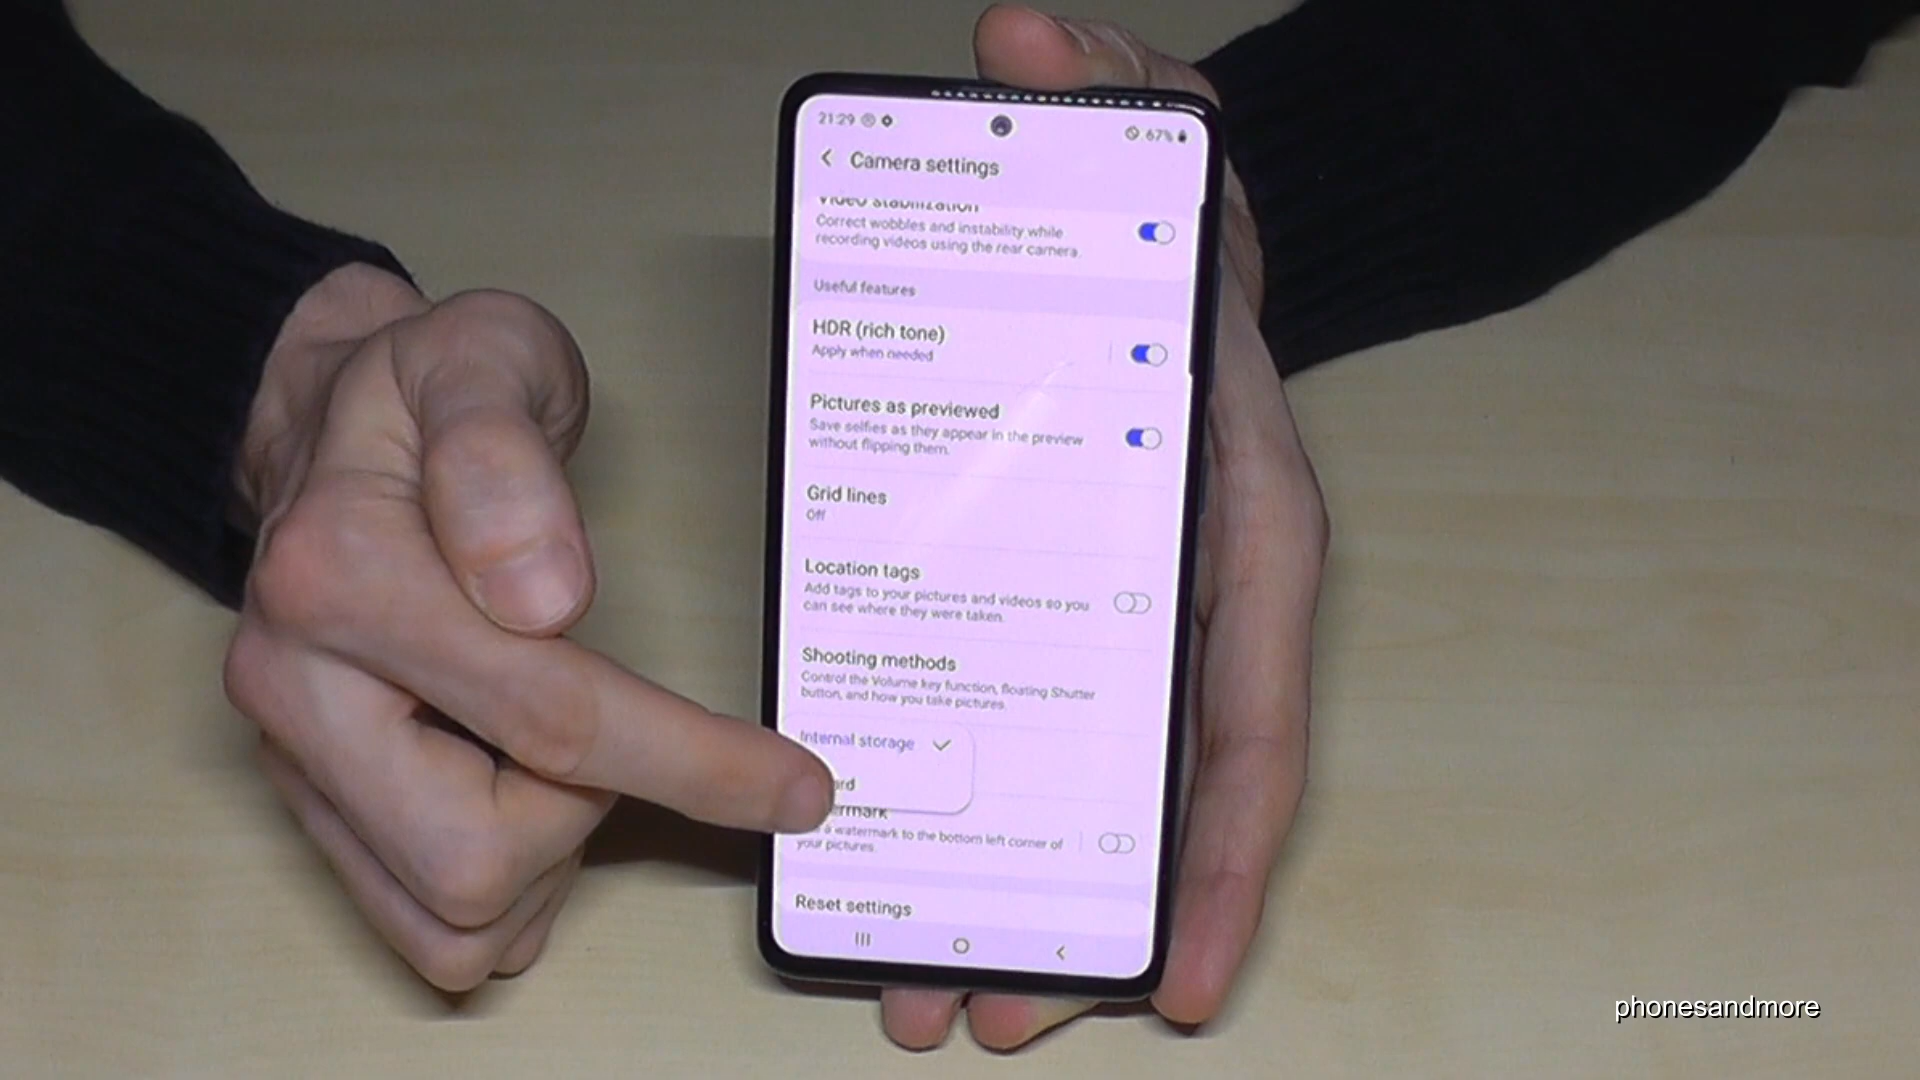 21:29
67%
Camera settings
Video stabilization
Correct wobbles and instability while
recording videos using the rear camera.
Useful features
HDR (rich tone)
Apply when needed
Pictures as previewed
Save selfies as they appear in the preview
without flipping them.
Grid lines
Off
Location tags
Add tags to your pictures and videos so you
can see where they were taken.
Shooting methods
Control the Volume key function, floating Shutter
button, and how you take pictures.
Internal storage
rd
ermark
a watermark to the bottom left corner of
your pictures.
Reset settings
phonesandmore